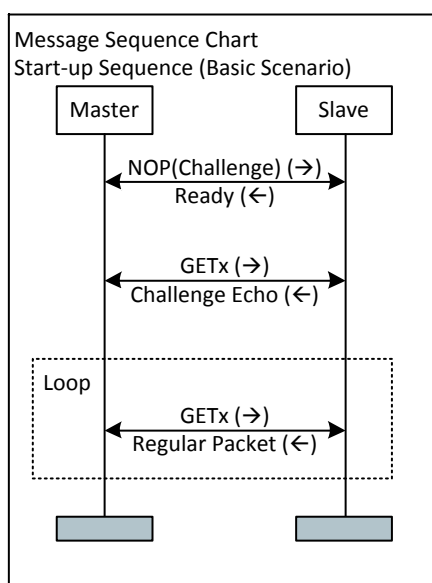 Message Sequence Chart
Start-up Sequence (Basic Scenario)
Master
Slave
NOP(Challenge) (→)
Ready (←)
GETx (→)
Challenge Echo (←)
Loop
GETx (→)
Regular Packet (←)